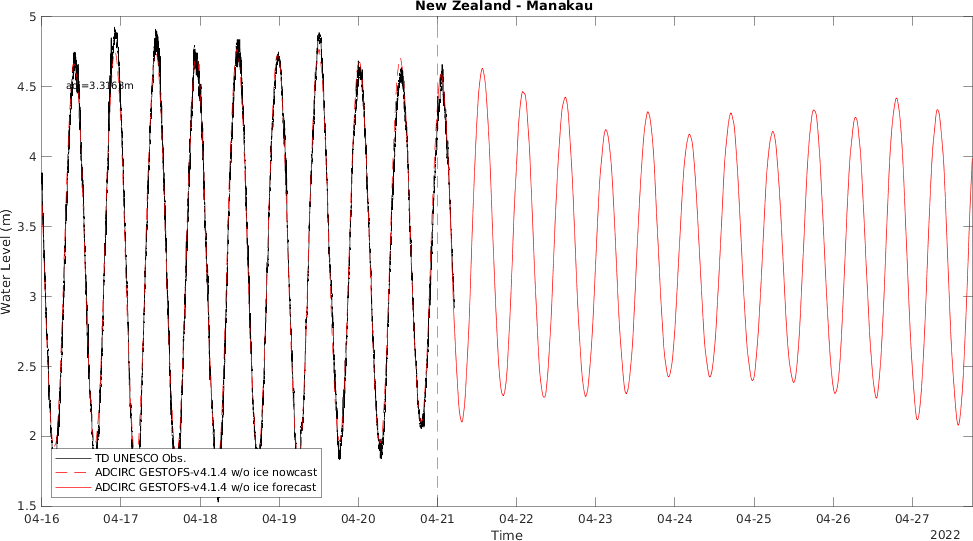 New Zealand - Manakau
5
4.5
4
3.5
3
2.5
2
1.5
Water Level (m)
adj=3.3163m
TD UNESCO Obs.
ADCIRC GESTOFS-v4.1.4 w/o ice nowcast
ADCIRC GESTOFS-v4.1.4 w/o ice forecast
04-16 04-17 04-18 04-19 04-20 04-21 04-22 04-23 04-24 04-25 04-26 04-27
Time
2022